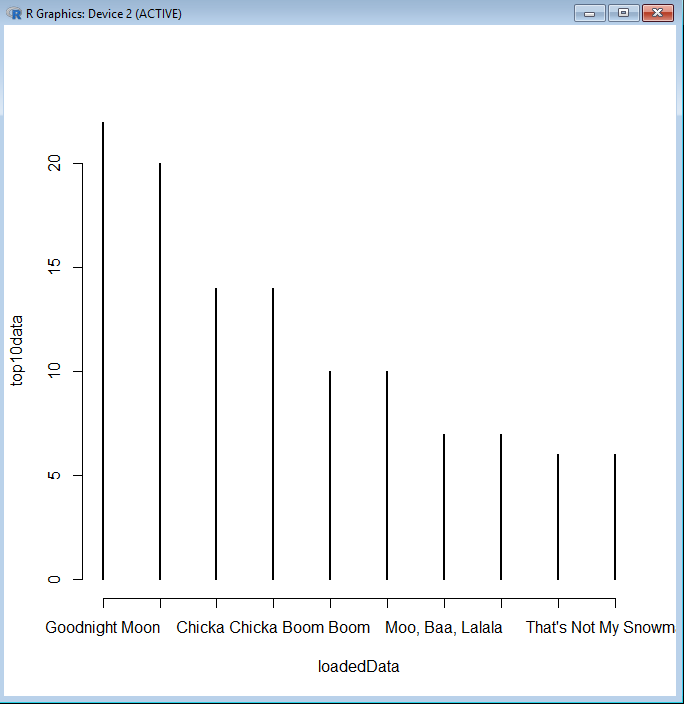 R Graphics: Device 2 (ACTIVE)
20
15
10
5
0
top10data
Goodnight Moon Chicka Chicka Boom Boom Moo, Baa, Lalala That's Not My Snowm
loadedData